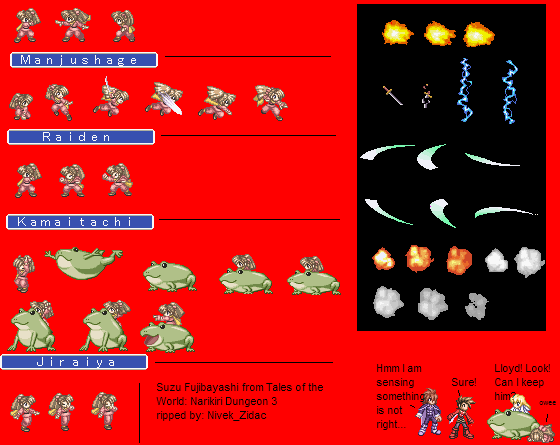 Manjushage
Raiden
Kamaitachi
Jiraiya
Suzu Fujibayashi from Tales of the
World: Narikiri Dungeon 3
ripped by: Nivek_Zidac
Hmm I am
sensing
something
is not
right...
Sure!
Lloyd! Look!
Can I keep
him?